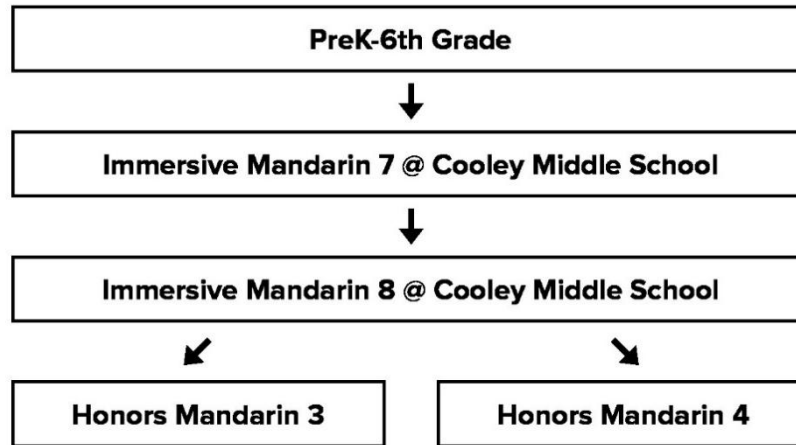 PreK-6th Grade
Immersive Mandarin 7 @ Cooley Middle School
Immersive Mandarin 8 @ Cooley Middle School
Honors Mandarin 3
Honors Mandarin 4